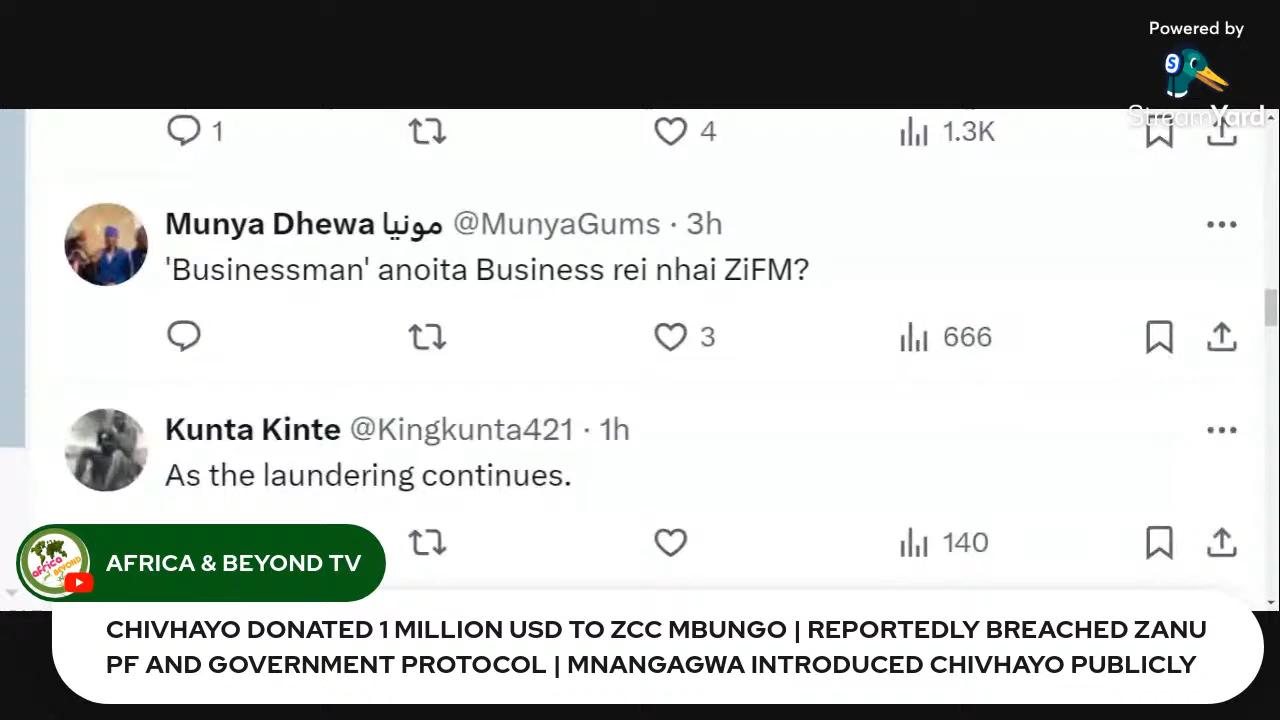 Powered by
StreamYard
1 4 1.3K
Munya Dhewa مونيا @MunyaGums · 3h
'Businessman' anoita Business rei nhai ZiFM?
3 666
Kunta Kinte @Kingkunta421 · 1h
As the laundering continues.
140
AFRICA & BEYOND TV
CHIVHAYO DONATED 1 MILLION USD TO ZCC MBUNGO | REPORTEDLY BREACHED ZANU
PF AND GOVERNMENT PROTOCOL | MNANGAGWA INTRODUCED CHIVHAYO PUBLICLY